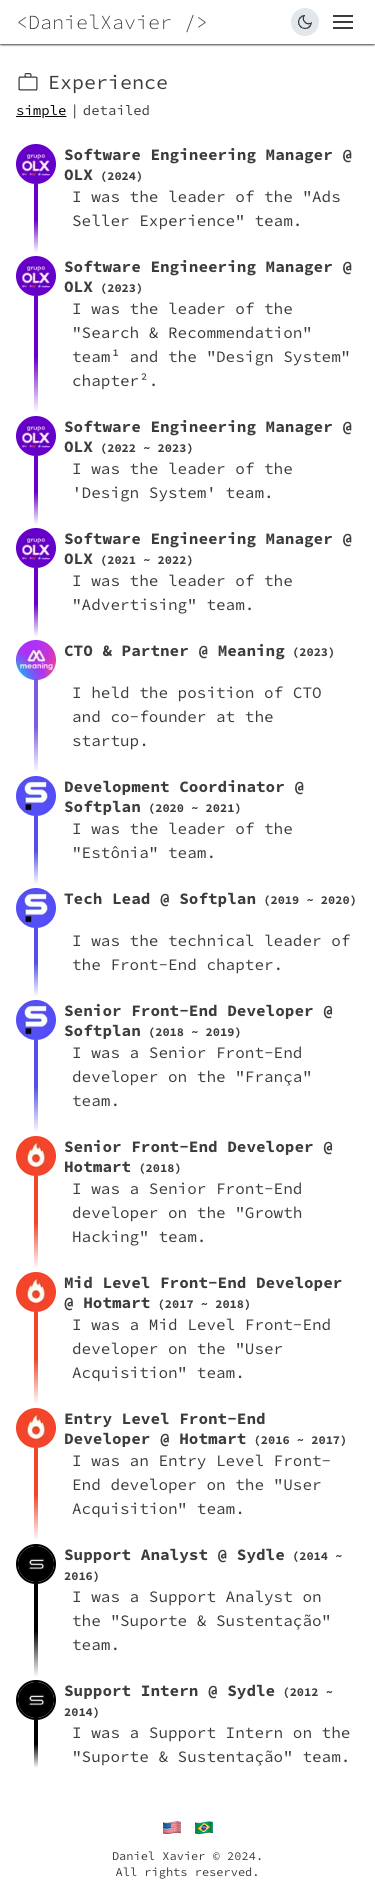 <DanielXavier />
Experience
simple | detailed
grupo
OLX
Software Engineering Manager @
OLX (2024)
I was the leader of the "Ads
Seller Experience" team.
grupo
OLX
Software Engineering Manager @
OLX (2023)
I was the leader of the
"Search & Recommendation"
team¹ and the "Design System"
chapter².
grupo
OLX
Software Engineering Manager @
OLX (2022 ~ 2023)
I was the leader of the
'Design System' team.
grupo
OLX
Software Engineering Manager @
OLX (2021 ~ 2022)
I was the leader of the
"Advertising" team.
meaning
CTO & Partner @ Meaning (2023)
I held the position of CTO
and co-founder at the
startup.
Development Coordinator @
Softplan (2020 ~ 2021)
I was the leader of the
"Estônia" team.
Tech Lead @ Softplan (2019 ~ 2020)
I was the technical leader of
the Front-End chapter.
Senior Front-End Developer @
Softplan (2018 ~ 2019)
I was a Senior Front-End
developer on the "França"
team.
Senior Front-End Developer @
Hotmart (2018)
I was a Senior Front-End
developer on the "Growth
Hacking" team.
Mid Level Front-End Developer
@ Hotmart (2017 ~ 2018)
I was a Mid Level Front-End
developer on the "User
Acquisition" team.
Entry Level Front-End
Developer @ Hotmart (2016 ~ 2017)
I was an Entry Level Front-
End developer on the "User
Acquisition" team.
Support Analyst @ Sydle (2014 ~
2016)
I was a Support Analyst on
the "Suporte & Sustentação"
team.
Support Intern @ Sydle (2012 ~
2014)
I was a Support Intern on the
"Suporte & Sustentação" team.
Daniel Xavier © 2024.
All rights reserved.